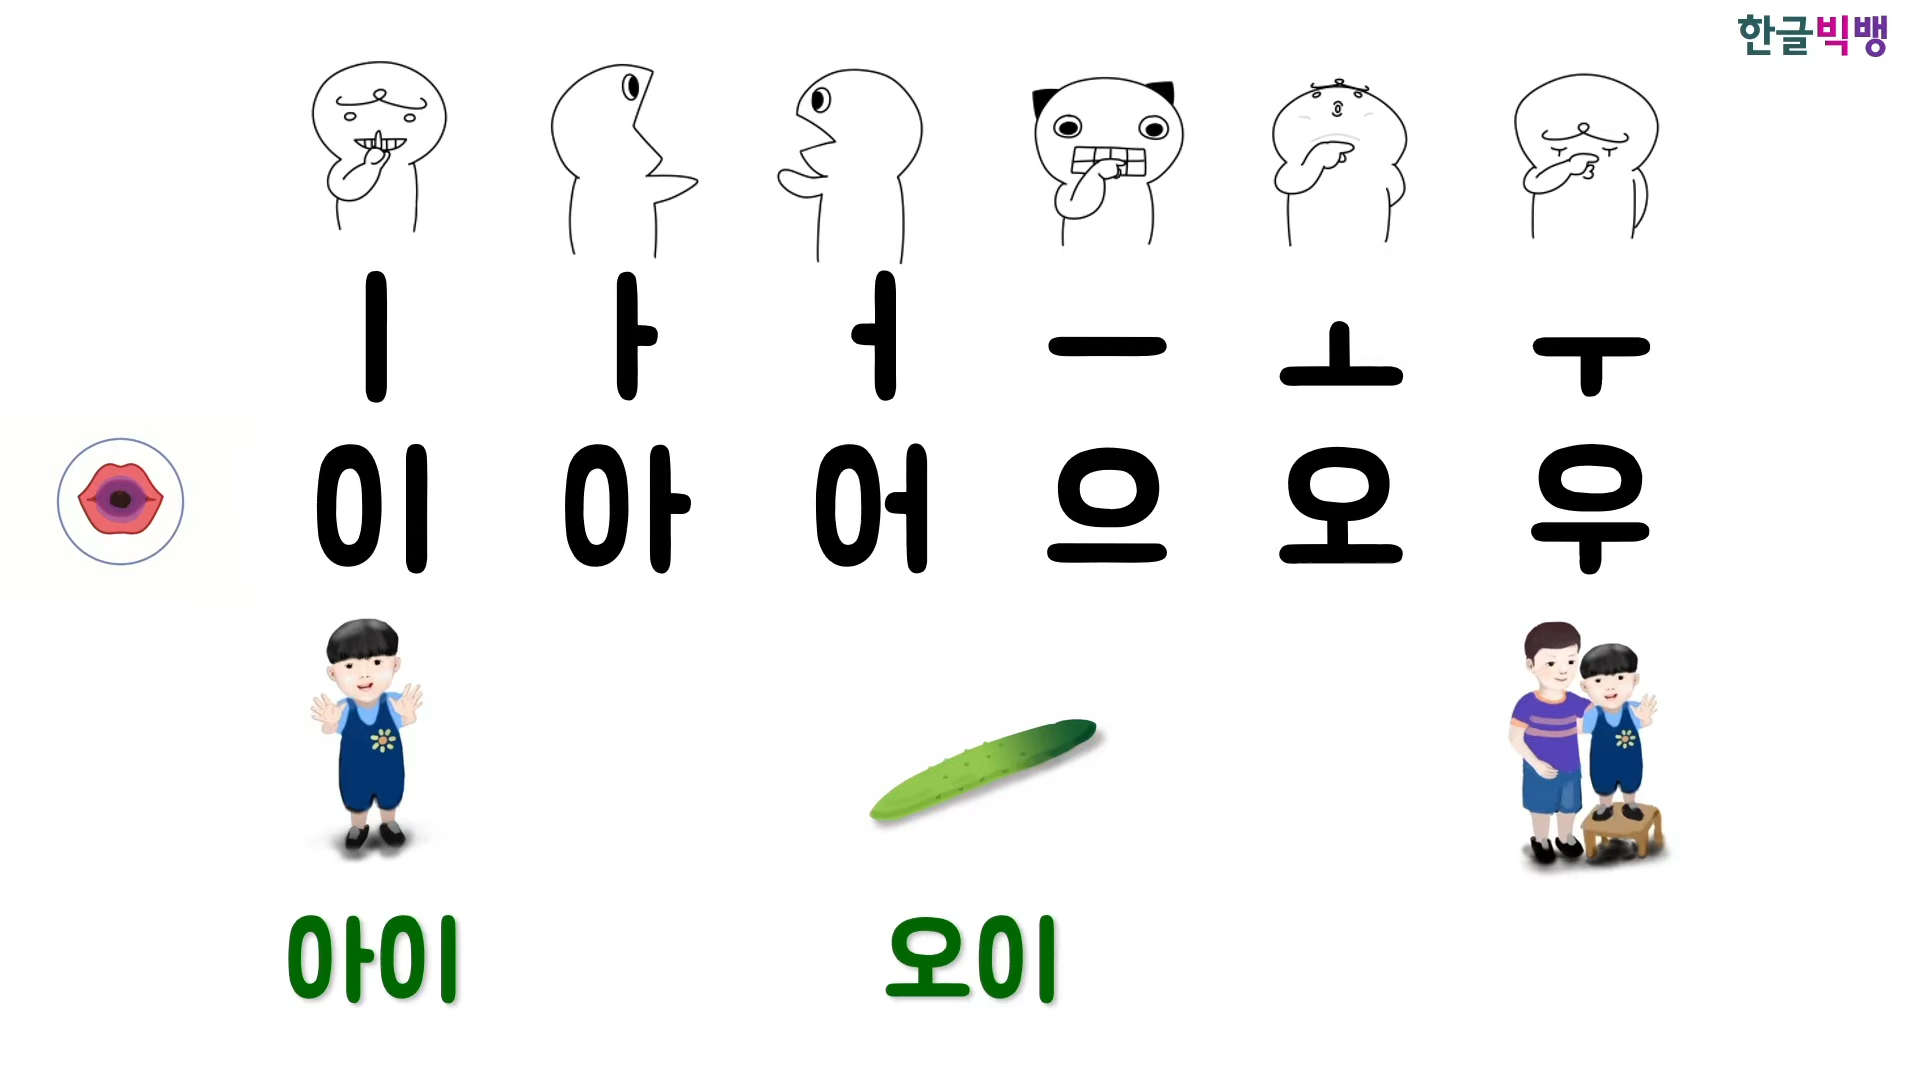 한글빅뱅
ㅣ ㅏ ㅓ ㅡ ㅗ ㅜ
이 아 어 으 오 우
아이 오이